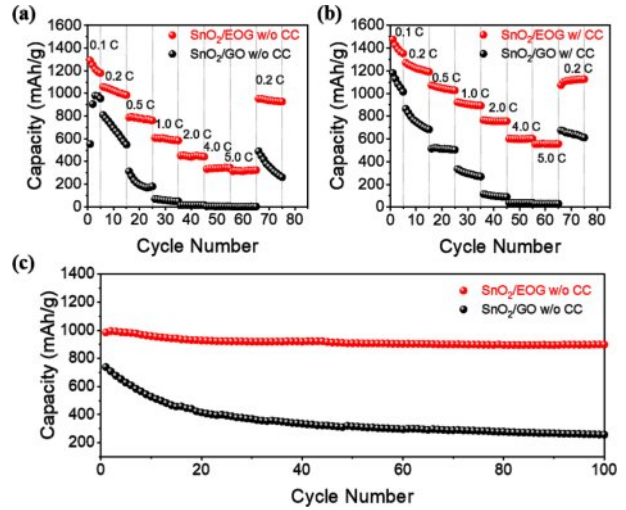 (a)
1600
1400
1200
1000
800
600
400
200
0
Capacity (mAh/g)
SnO₂/EOG w/o CC
SnO₂/GO w/o CC
0.1 C
0.2 C
0.5 C
1.0 C
2.0 C
4.0 C
5.0 C
0.2 C
0 10 20 30 40 50 60 70 80
Cycle Number
(b)
1600
1400
1200
1000
800
600
400
200
0
Capacity (mAh/g)
SnO₂/EOG w/ CC
SnO₂/GO w/ CC
0.1 C
0.2 C
0.5 C
1.0 C
2.0 C
4.0 C
5.0 C
0.2 C
0 10 20 30 40 50 60 70 80
Cycle Number
(c)
1400
1200
1000
800
600
400
200
Capacity (mAh/g)
SnO₂/EOG w/o CC
SnO₂/GO w/o CC
0 20 40 60 80 100
Cycle Number